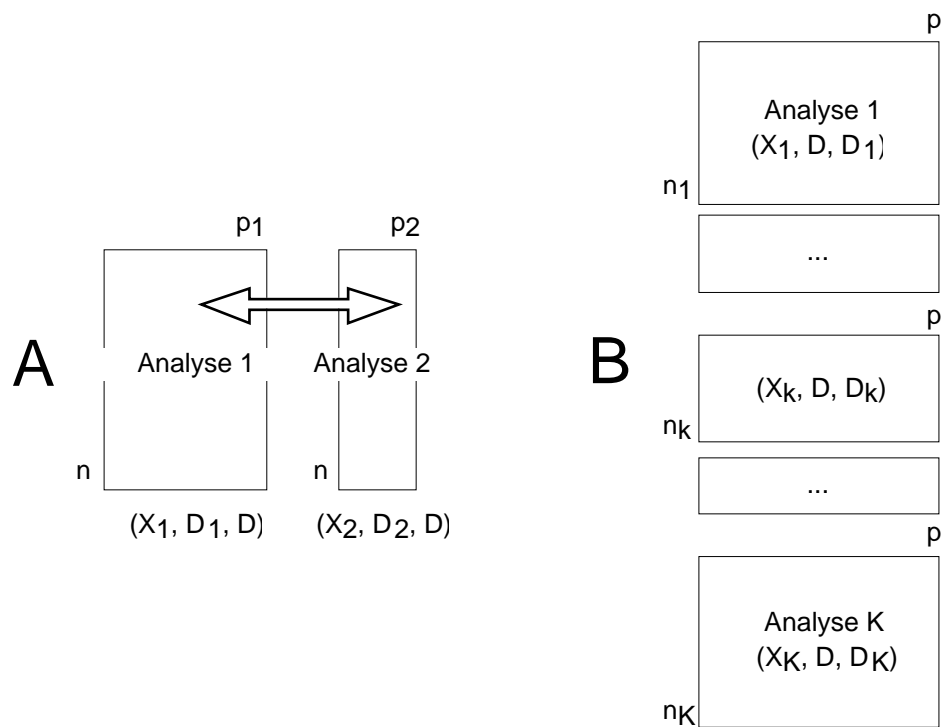 A
p1
p2
Analyse 1
Analyse 2
n
n
(X1, D1, D)
(X2, D2, D)
B
p
Analyse 1
(X1, D, D1)
n1
...
p
(Xk, D, Dk)
nk
...
p
Analyse K
(XK, D, DK)
nK